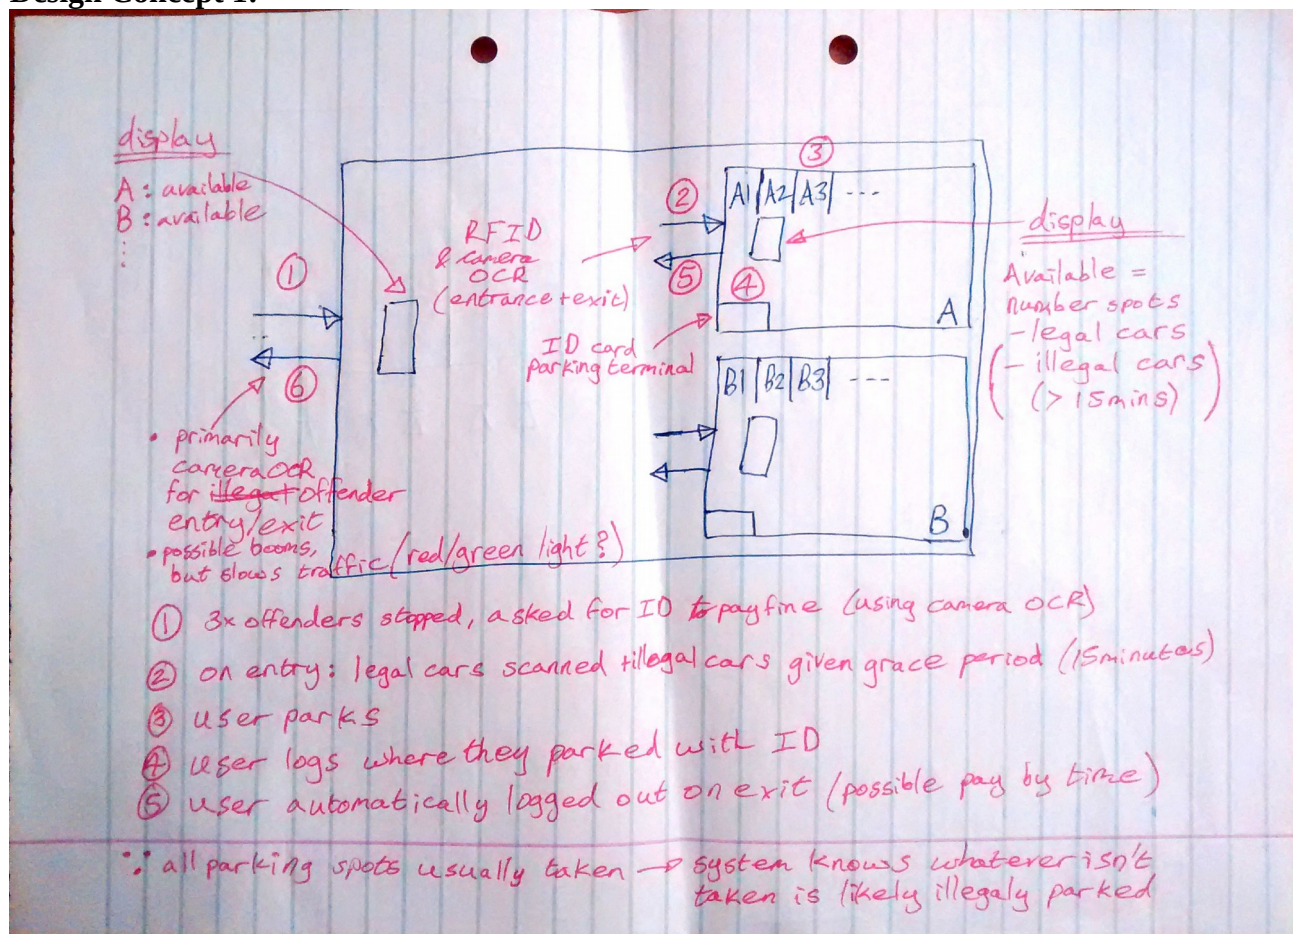 Design Concept 1:
display
A : available
B : available
⋮
①
RFID
& camera
OCR
(entrance + exit)
②
⑤
③
A1 A2 A3 ---
④
A
ID card
parking terminal
display
Available =
number spots
- legal cars
( - illegal cars
(> 15mins) )
B1 B2 B3 ---
B
⑥
• primarily
camera OCR
for illegal offender
entry/exit
• possible booms,
but slows traffic (red/green light?)
① 3x offenders stopped, asked for ID to pay fine (using camera OCR)
② on entry: legal cars scanned + illegal cars given grace period (15 minutes)
③ user parks
④ user logs where they parked with ID
⑤ user automatically logged out on exit (possible pay by time)
∵ all parking spots usually taken → system knows whatever isn't
taken is likely illegaly parked